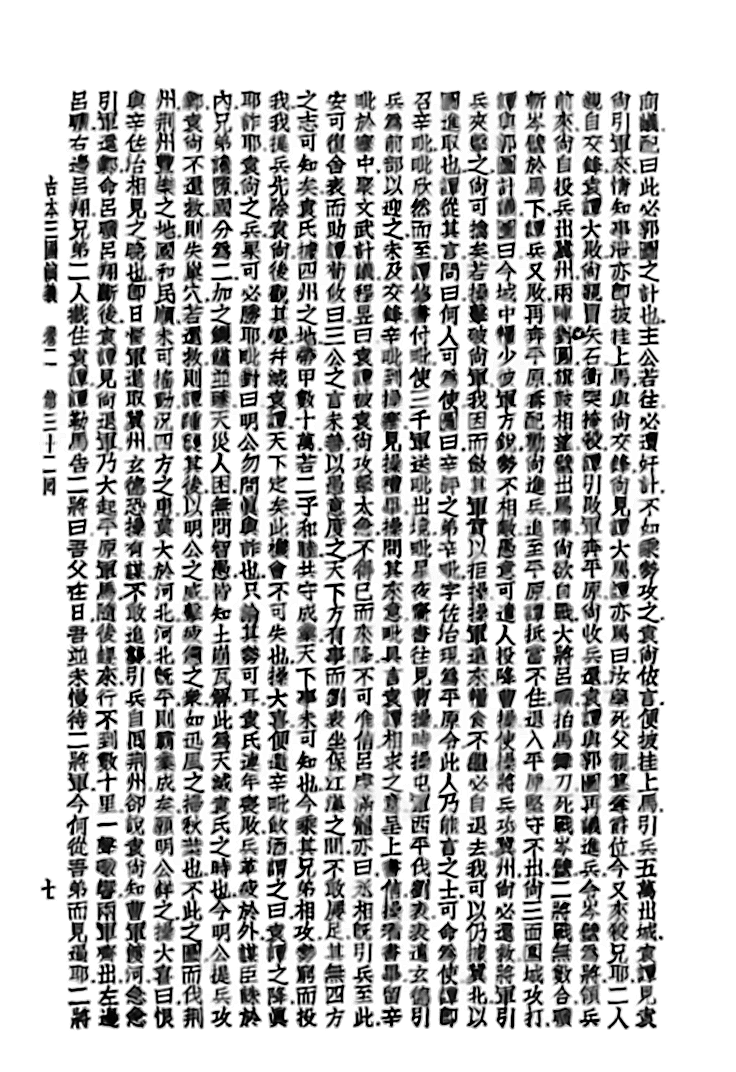 商議配曰此必郭圖之計也主公若往必遭奸計不如乘勢攻之袁尚依言便披挂上馬引兵五萬出城袁譚見袁
尚引軍來情知事泄亦卽披挂上馬與尚交鋒尚見譚大罵譚亦罵曰汝藥死父親篡奪爵位今又來殺兄耶二人
親自交鋒袁譚大敗尚親冒矢石衝突掩殺譚引敗軍奔平原尚收兵還袁譚與郭圖再議進兵令岑璧為將領兵
前來尚自投兵出冀州兩陣對圓旗鼓相望璧出罵陣尚欲自戰大將呂曠拍馬舞刀來戰岑璧二將戰無數合曠
斬岑璧於馬下譚兵又敗再奔平原審配勸尚進兵追至平原譚抵當不住退入平原堅守不出尚三面圍城攻打
譚與郭圖計議圖曰今城中糧少彼軍方銳勢不相敵愚意可遣人投降曹操使操將兵攻冀州尚必還救將軍引
兵夾擊之尚可擒矣若操擊破尚軍我因而斂其軍實以拒操操軍遠來糧食不繼必自退去我可以仍據冀北以
圖進取也譚從其言問曰何人可為使圖曰辛評之弟辛毗字佐治現為平原令此人乃能言之士可命為使譚卽
召辛毗毗欣然而至譚修書付毗使三千軍送毗出境毗星夜齎書往見曹操時操屯軍西平伐劉表表遣玄德引
兵為前部以迎之未及交鋒辛毗到操寨見操禮畢操問其來意毗具言袁譚相求之意呈上書信操看書畢留辛
毗於寨中聚文武計議程昱曰袁譚被袁尚攻擊太急不得已而來降不可准信呂虔滿寵亦曰丞相旣引兵至此
安可復舍表而助譚荀攸曰三公之言未善以愚意度之天下方有事而劉表坐保江漢之間不敢展足其無四方
之志可知矣袁氏據四州之地帶甲數十萬若二子和睦共守成業天下事未可知也今乘其兄弟相攻勢窮而投
我我提兵先除袁尚後觀其變幷滅袁譚天下定矣此機會不可失也操大喜便邀辛毗飲酒謂之曰袁譚之降眞
耶詐耶袁尚之兵果可必勝耶毗對曰明公勿問眞與詐也只論其勢可耳袁氏連年喪敗兵革疲於外謀臣誅於
內兄弟讒隙國分為二加之饑饉並臻天災人困無問智愚皆知土崩瓦解此為天滅袁氏之時也今明公提兵攻
鄴袁尚不還救則失巢穴若還救則譚踵襲其後以明公之威擊疲憊之衆如迅風之掃秋葉也不此之圖而伐荆
州荆州豐樂之地國和民順未可搖動況四方之患莫大於河北河北旣平則霸業成矣願明公詳之操大喜曰恨
與辛佐治相見之晚也卽日督軍還取冀州玄德恐操有謀不敢追襲引兵自囘荆州卻說袁尚知曹軍渡河急急
引軍還鄴命呂曠呂翔斷後袁譚見尚退軍乃大起平原軍馬隨後趕來行不到數十里一聲礮響兩軍齊出左邊
呂曠右邊呂翔兄弟二人截住袁譚譚勒馬告二將曰吾父在日吾並未慢待二將軍今何從吾弟而見逼耶二將
古本三國演義　卷二　第三十二囘　七